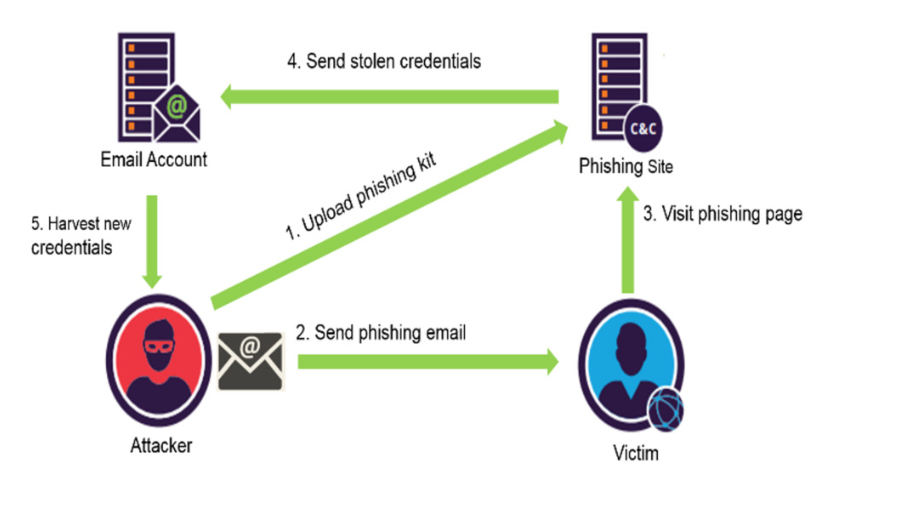 4. Send stolen credentials
@
C&C
Email Account
Phishing Site
1. Upload phishing kit
5. Harvest new
credentials
3. Visit phishing page
2. Send phishing email
@
Attacker
Victim